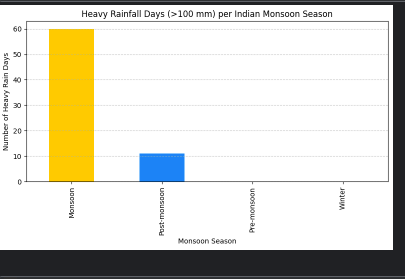 Heavy Rainfall Days (>100 mm) per Indian Monsoon Season
Number of Heavy Rain Days
60
50
40
30
20
10
0
Monsoon
Post-monsoon
Pre-monsoon
Winter
Monsoon Season